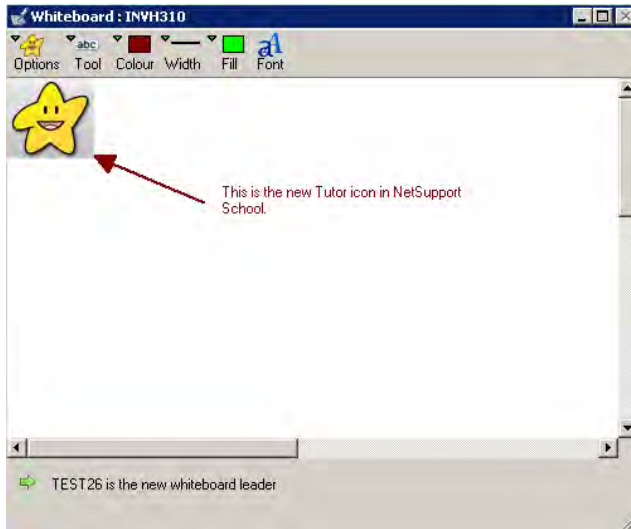 Whiteboard : INVH310
abc
Options Tool Colour Width Fill Font
This is the new Tutor icon in NetSupport
School.
TEST26 is the new whiteboard leader